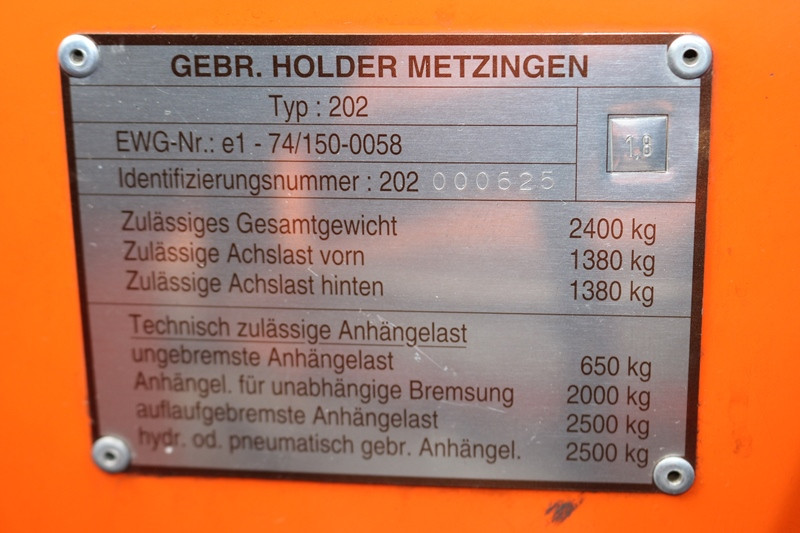 GEBR. HOLDER METZINGEN
Typ : 202
EWG-Nr.: e1 - 74/150-0058
1.8
Identifizierungsnummer : 202 000625
Zulässiges Gesamtgewicht 2400 kg
Zulässige Achslast vorn 1380 kg
Zulässige Achslast hinten 1380 kg
Technisch zulässige Anhängelast
ungebremste Anhängelast 650 kg
Anhängel. für unabhängige Bremsung 2000 kg
auflaufgebremste Anhängelast 2500 kg
hydr. od. pneumatisch gebr. Anhängel. 2500 kg